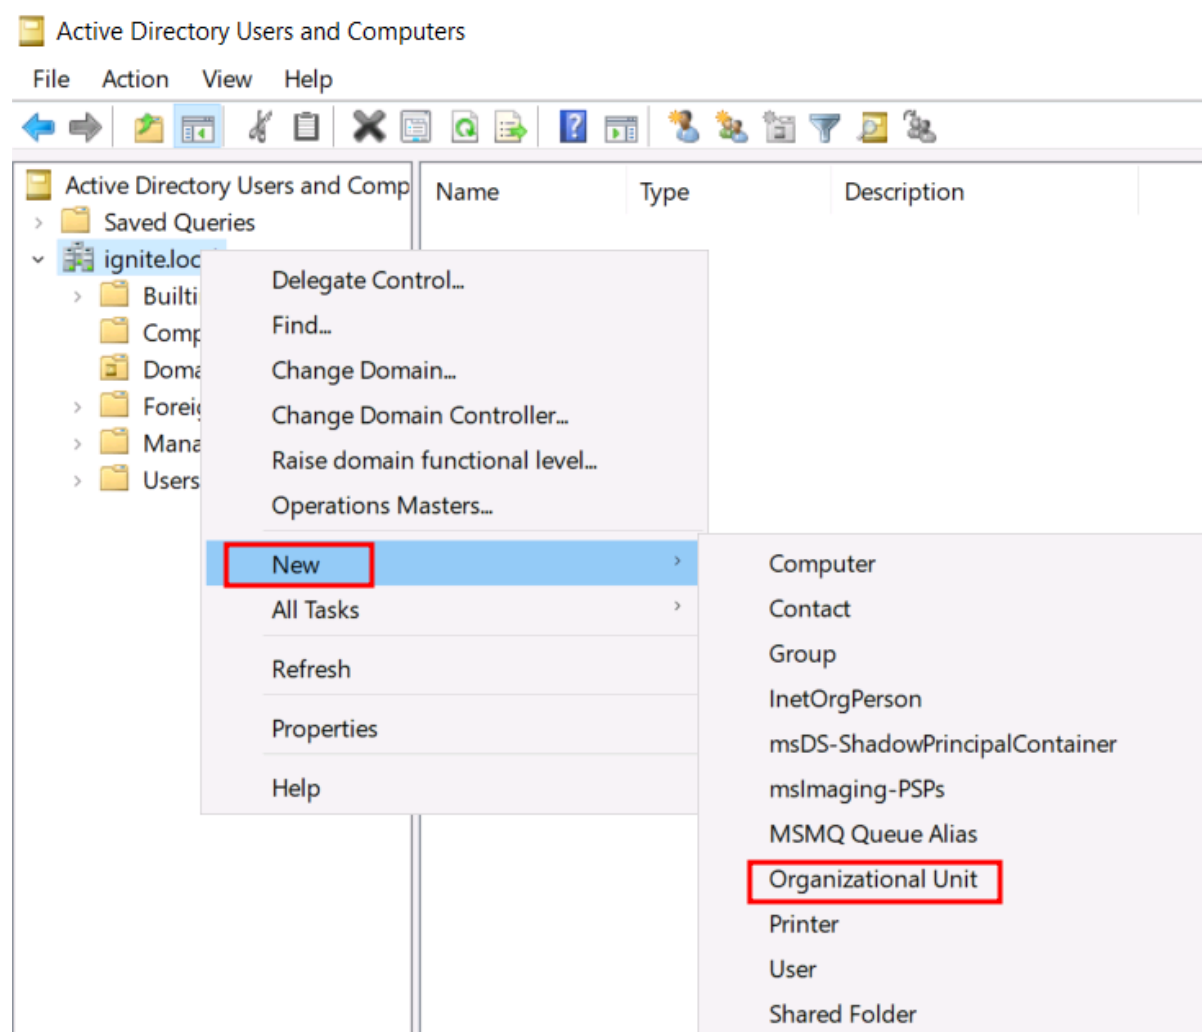 Active Directory Users and Computers
File Action View Help
Active Directory Users and Comp
Name Type Description
Saved Queries
ignite.loc
Builti
Comp
Doma
Foreig
Mana
Users
Delegate Control...
Find...
Change Domain...
Change Domain Controller...
Raise domain functional level...
Operations Masters...
New
All Tasks
Refresh
Properties
Help
Computer
Contact
Group
InetOrgPerson
msDS-ShadowPrincipalContainer
msImaging-PSPs
MSMQ Queue Alias
Organizational Unit
Printer
User
Shared Folder